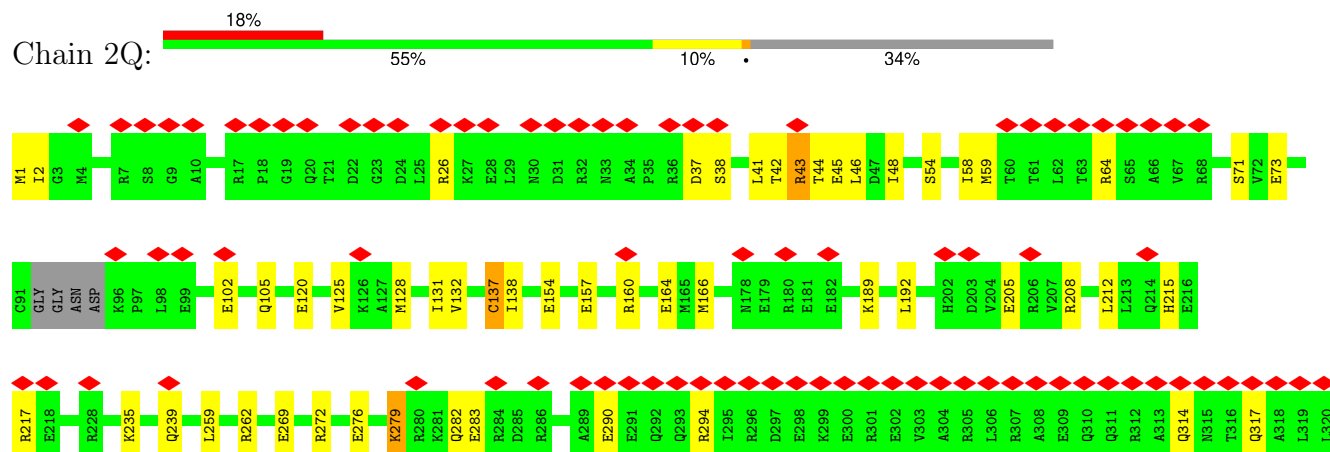 18%
Chain 2Q:
55% 10% • 34%
M1 I2 G3 M4 R7 S8 G9 A10 R17 P18 G19 Q20 T21 D22 G23 D24 L25 R26 K27 E28 L29 N30 D31 R32 N33 A34 P35 R36 D37 S38 L41 T42 R43 T44 E45 L46 D47 I48 S54 I58 M59 T60 T61 L62 T63 R64 S65 A66 V67 R68 S71 V72 E73
C91 GLY GLY ASN ASP K96 P97 L98 E99 E102 Q105 E120 V125 K126 A127 M128 I131 V132 C137 I138 E154 E157 R160 E164 M165 M166 N178 E179 R180 E181 E182 K189 L192 H202 D203 V204 E205 R206 V207 R208 L212 L213 Q214 H215 E216
R217 E218 R228 K235 Q239 L259 R262 E269 R272 E276 K279 R280 K281 Q282 E283 R284 D285 R286 A289 E290 E291 Q292 Q293 R294 I295 R296 D297 E298 K299 E300 R301 E302 V303 A304 R305 L306 R307 A308 E309 Q310 Q311 R312 A313 Q314 N315 T316 Q317 A318 L319 L320